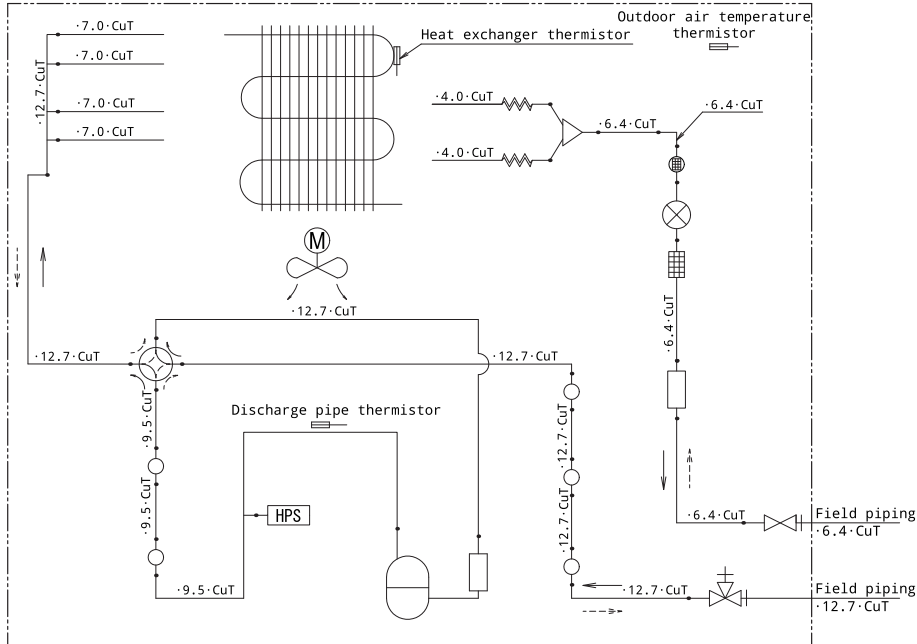 ·7.0·CuT
·7.0·CuT
·12.7·CuT
·7.0·CuT
·7.0·CuT
Heat exchanger thermistor
Outdoor air temperature
thermistor
·4.0·CuT
·4.0·CuT
·6.4·CuT
·6.4·CuT
M
·12.7·CuT
·12.7·CuT
·12.7·CuT
·6.4·CuT
·9.5·CuT
·9.5·CuT
Discharge pipe thermistor
HPS
·9.5·CuT
·12.7·CuT
·12.7·CuT
·6.4·CuT
Field piping
·6.4·CuT
·12.7·CuT
Field piping
·12.7·CuT